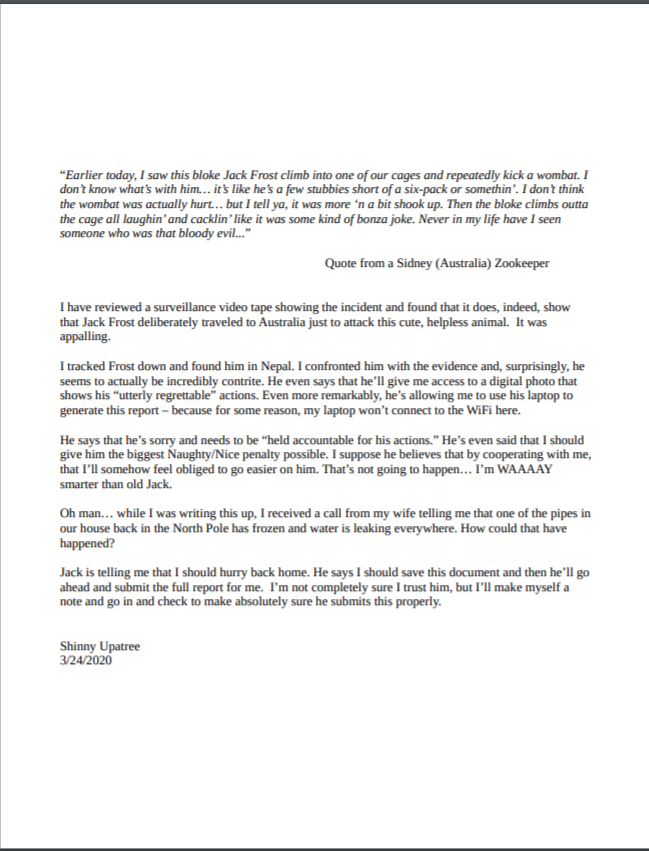 “Earlier today, I saw this bloke Jack Frost climb into one of our cages and repeatedly kick a wombat. I
don’t know what’s with him… it’s like he’s a few stubbies short of a six-pack or somethin’. I don’t think
the wombat was actually hurt… but I tell ya, it was more ‘n a bit shook up. Then the bloke climbs outta
the cage all laughin’ and cacklin’ like it was some kind of bonza joke. Never in my life have I seen
someone who was that bloody evil...”
Quote from a Sidney (Australia) Zookeeper
I have reviewed a surveillance video tape showing the incident and found that it does, indeed, show
that Jack Frost deliberately traveled to Australia just to attack this cute, helpless animal.  It was
appalling.
I tracked Frost down and found him in Nepal. I confronted him with the evidence and, surprisingly, he
seems to actually be incredibly contrite. He even says that he’ll give me access to a digital photo that
shows his “utterly regrettable” actions. Even more remarkably, he’s allowing me to use his laptop to
generate this report – because for some reason, my laptop won’t connect to the WiFi here.
He says that he’s sorry and needs to be “held accountable for his actions.” He’s even said that I should
give him the biggest Naughty/Nice penalty possible. I suppose he believes that by cooperating with me,
that I’ll somehow feel obliged to go easier on him. That’s not going to happen… I’m WAAAAY
smarter than old Jack.
Oh man… while I was writing this up, I received a call from my wife telling me that one of the pipes in
our house back in the North Pole has frozen and water is leaking everywhere. How could that have
happened?
Jack is telling me that I should hurry back home. He says I should save this document and then he’ll go
ahead and submit the full report for me.  I’m not completely sure I trust him, but I’ll make myself a
note and go in and check to make absolutely sure he submits this properly.
Shinny Upatree
3/24/2020